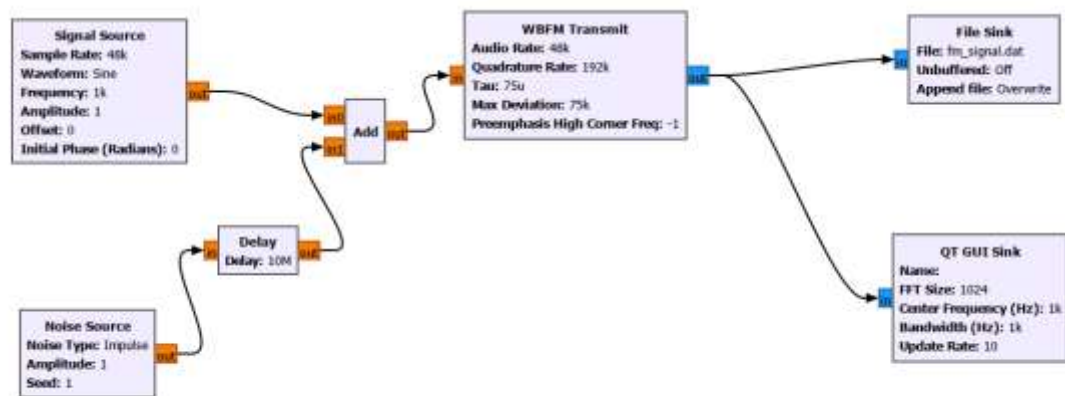 Signal Source
Sample Rate: 48k
Waveform: Sine
Frequency: 1k
Amplitude: 1
Offset: 0
Initial Phase (Radians): 0
out
in0
in1
Add
out
WBFM Transmit
Audio Rate: 48k
Quadrature Rate: 192k
Tau: 75u
Max Deviation: 75k
Preemphasis High Corner Freq: -1
in
out
File Sink
File: fm_signal.dat
Unbuffered: Off
Append file: Overwrite
in
Delay
Delay: 10M
in
out
Noise Source
Noise Type: Impulse
Amplitude: 1
Seed: 1
out
QT GUI Sink
Name:
FFT Size: 1024
Center Frequency (Hz): 1k
Bandwidth (Hz): 1k
Update Rate: 10
in